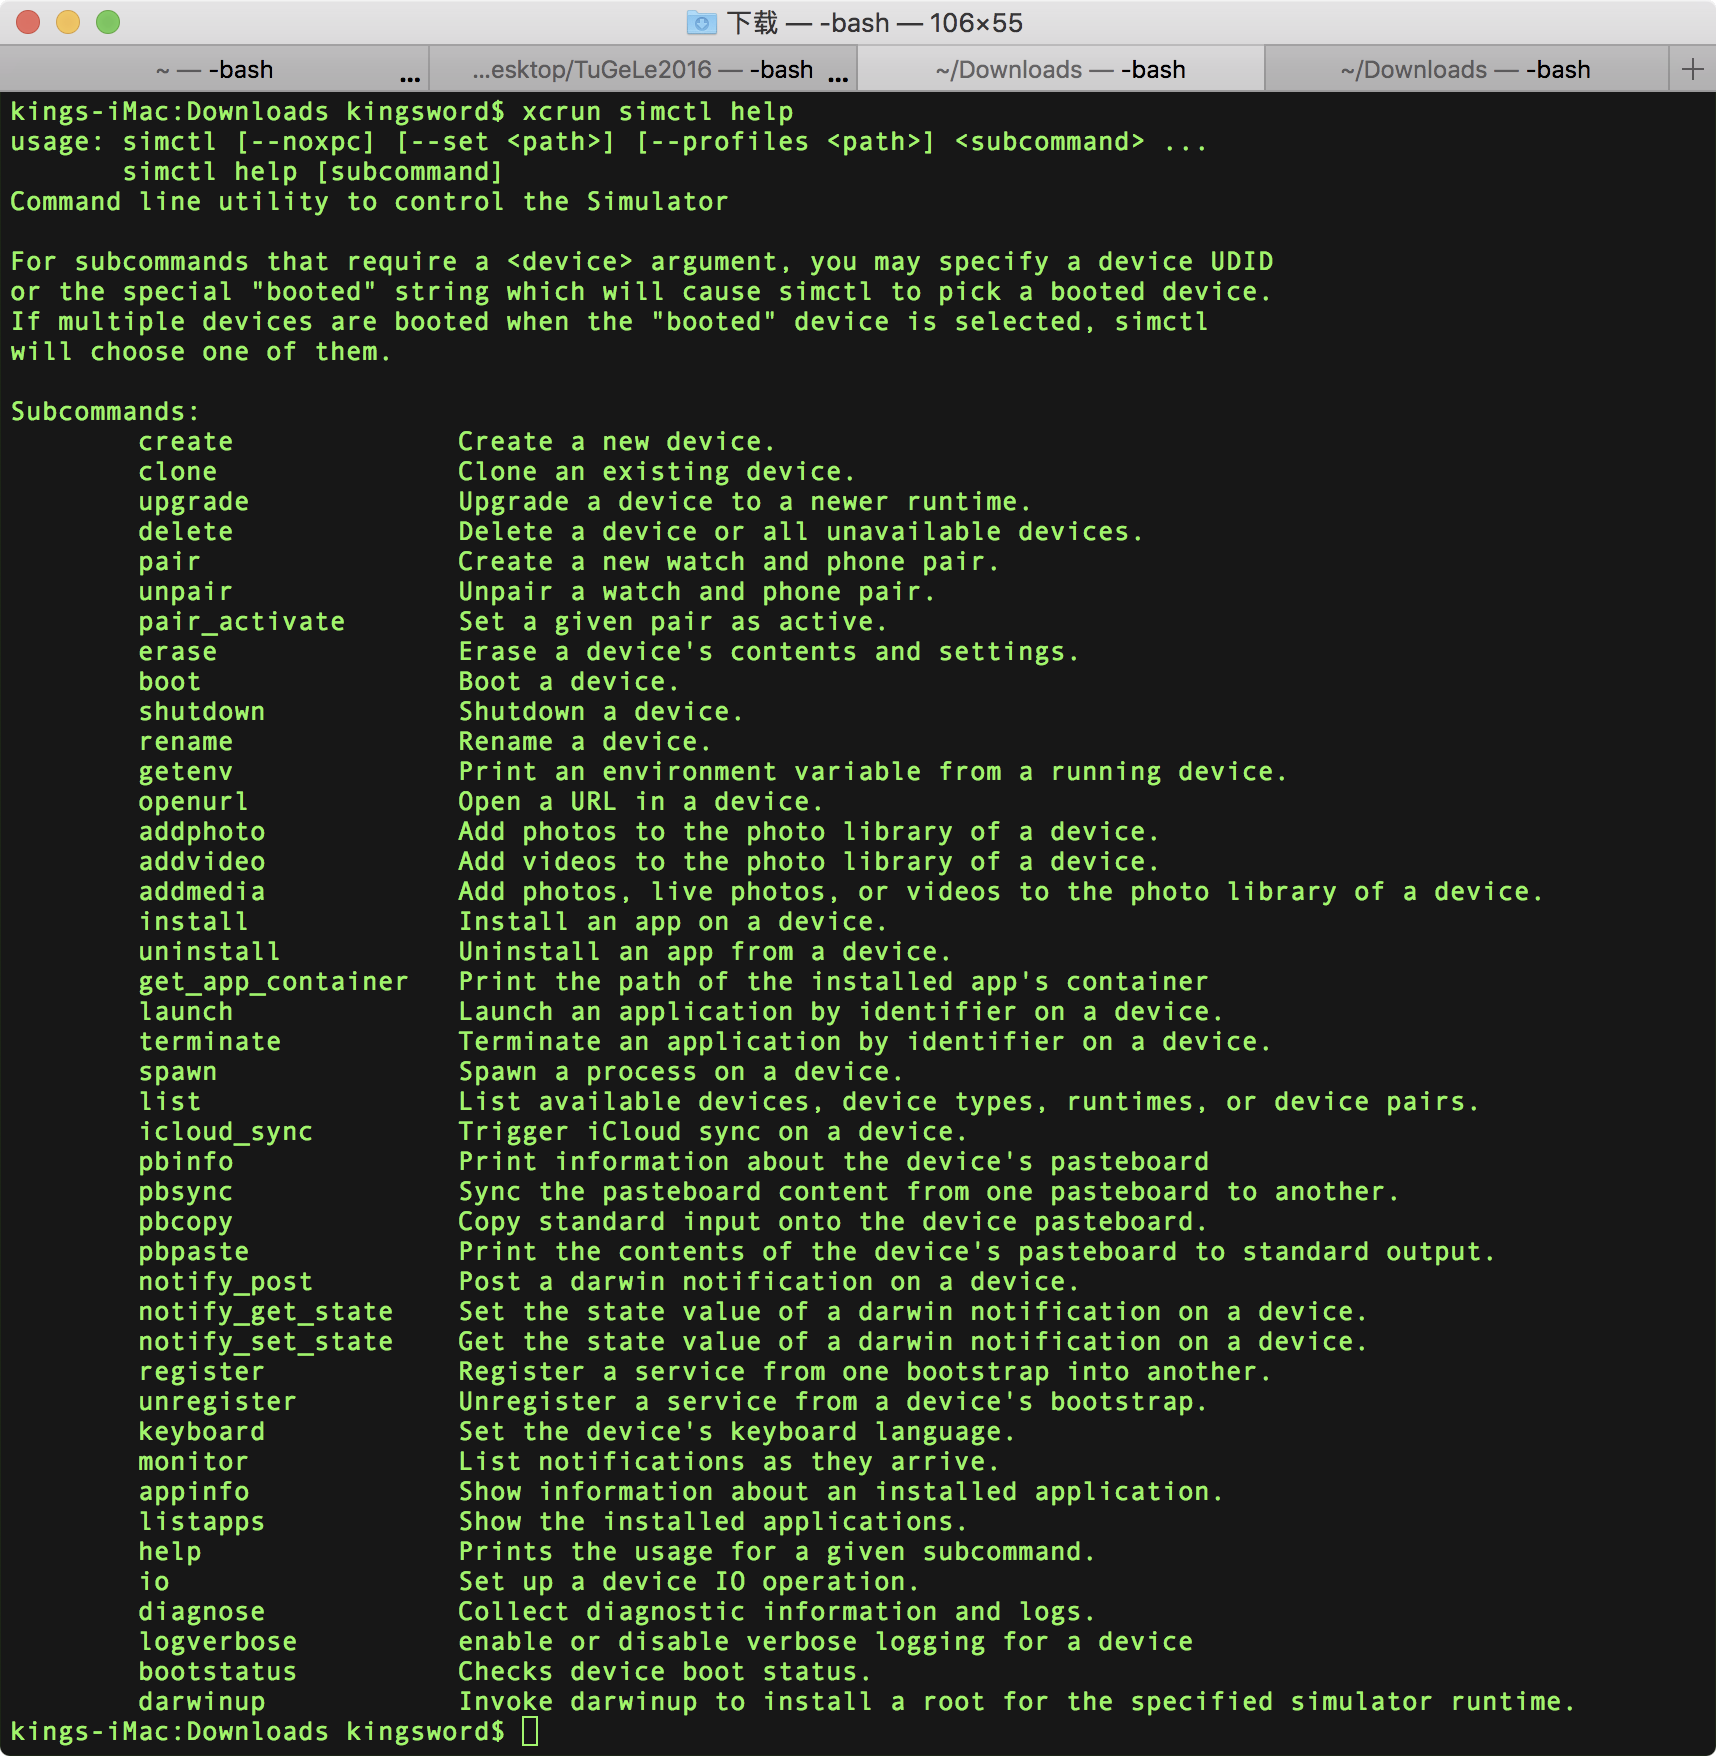 下载 — -bash — 106×55
~ — -bash ... ...esktop/TuGeLe2016 — -bash ... ~/Downloads — -bash ~/Downloads — -bash +
kings-iMac:Downloads kingsword$ xcrun simctl help
usage: simctl [--noxpc] [--set <path>] [--profiles <path>] <subcommand> ...
       simctl help [subcommand]
Command line utility to control the Simulator

For subcommands that require a <device> argument, you may specify a device UDID
or the special "booted" string which will cause simctl to pick a booted device.
If multiple devices are booted when the "booted" device is selected, simctl
will choose one of them.

Subcommands:
        create              Create a new device.
        clone               Clone an existing device.
        upgrade             Upgrade a device to a newer runtime.
        delete              Delete a device or all unavailable devices.
        pair                Create a new watch and phone pair.
        unpair              Unpair a watch and phone pair.
        pair_activate       Set a given pair as active.
        erase               Erase a device's contents and settings.
        boot                Boot a device.
        shutdown            Shutdown a device.
        rename              Rename a device.
        getenv              Print an environment variable from a running device.
        openurl             Open a URL in a device.
        addphoto            Add photos to the photo library of a device.
        addvideo            Add videos to the photo library of a device.
        addmedia            Add photos, live photos, or videos to the photo library of a device.
        install             Install an app on a device.
        uninstall           Uninstall an app from a device.
        get_app_container   Print the path of the installed app's container
        launch              Launch an application by identifier on a device.
        terminate           Terminate an application by identifier on a device.
        spawn               Spawn a process on a device.
        list                List available devices, device types, runtimes, or device pairs.
        icloud_sync         Trigger iCloud sync on a device.
        pbinfo              Print information about the device's pasteboard
        pbsync              Sync the pasteboard content from one pasteboard to another.
        pbcopy              Copy standard input onto the device pasteboard.
        pbpaste             Print the contents of the device's pasteboard to standard output.
        notify_post         Post a darwin notification on a device.
        notify_get_state    Set the state value of a darwin notification on a device.
        notify_set_state    Get the state value of a darwin notification on a device.
        register            Register a service from one bootstrap into another.
        unregister          Unregister a service from a device's bootstrap.
        keyboard            Set the device's keyboard language.
        monitor             List notifications as they arrive.
        appinfo             Show information about an installed application.
        listapps            Show the installed applications.
        help                Prints the usage for a given subcommand.
        io                  Set up a device IO operation.
        diagnose            Collect diagnostic information and logs.
        logverbose          enable or disable verbose logging for a device
        bootstatus          Checks device boot status.
        darwinup            Invoke darwinup to install a root for the specified simulator runtime.
kings-iMac:Downloads kingsword$